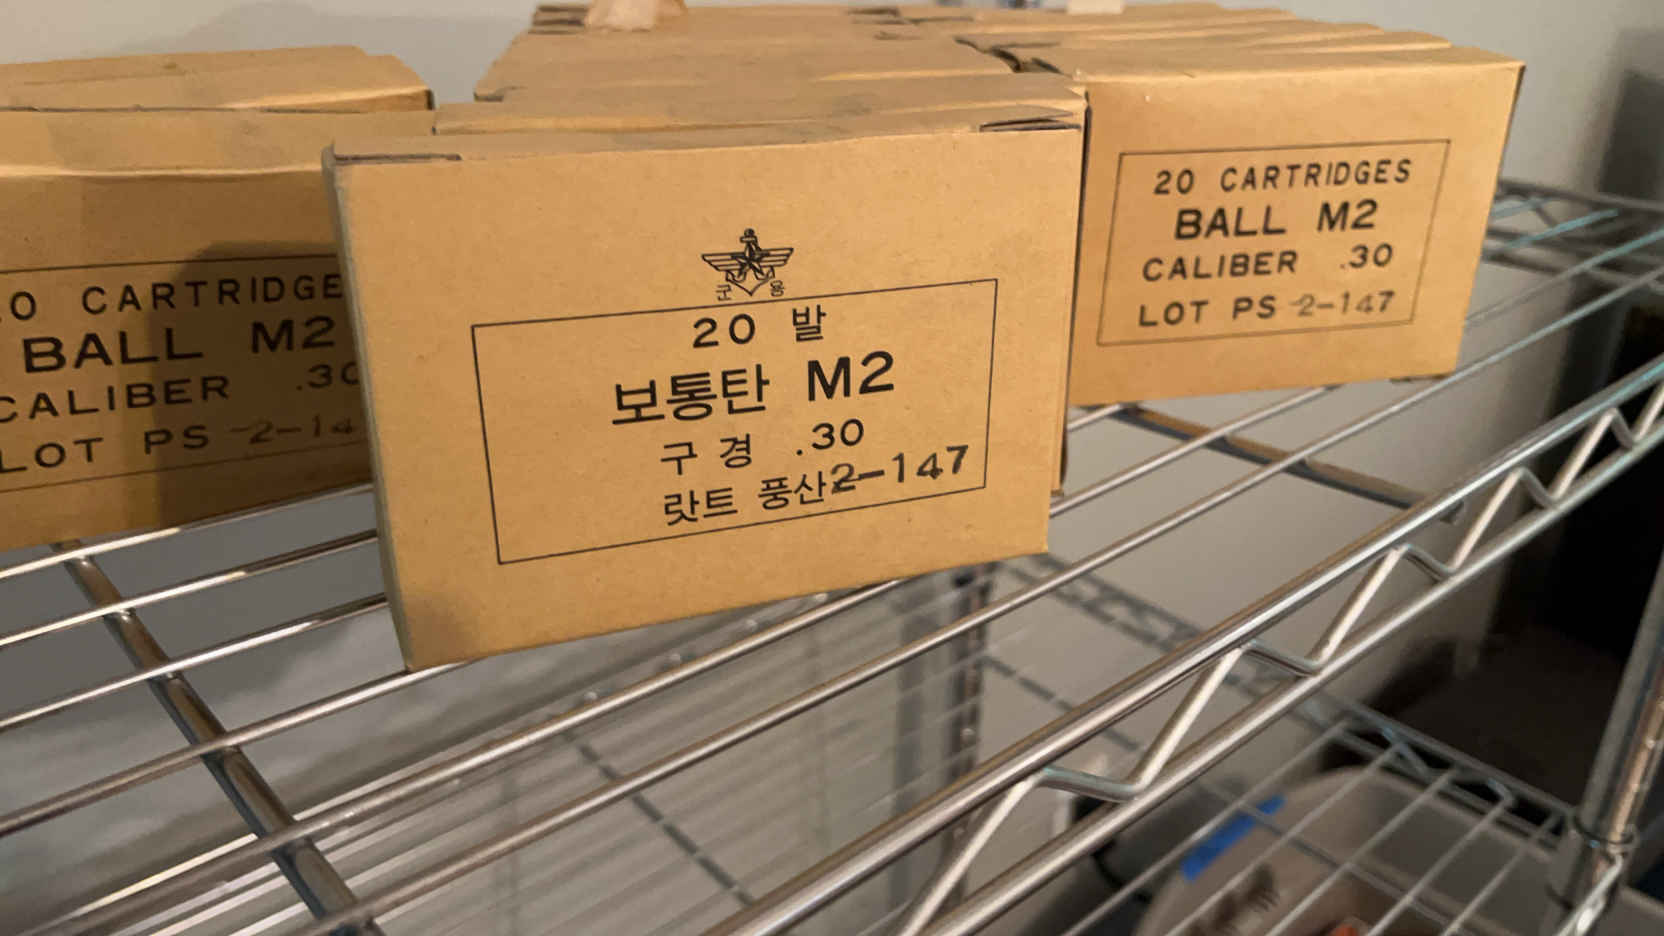 20 CARTRIDGE
BALL M2
CALIBER .30
LOT PS 2-14
군 용
20 발
보통탄 M2
구 경 .30
랏트 풍산2-147
20 CARTRIDGES
BALL M2
CALIBER .30
LOT PS 2-147